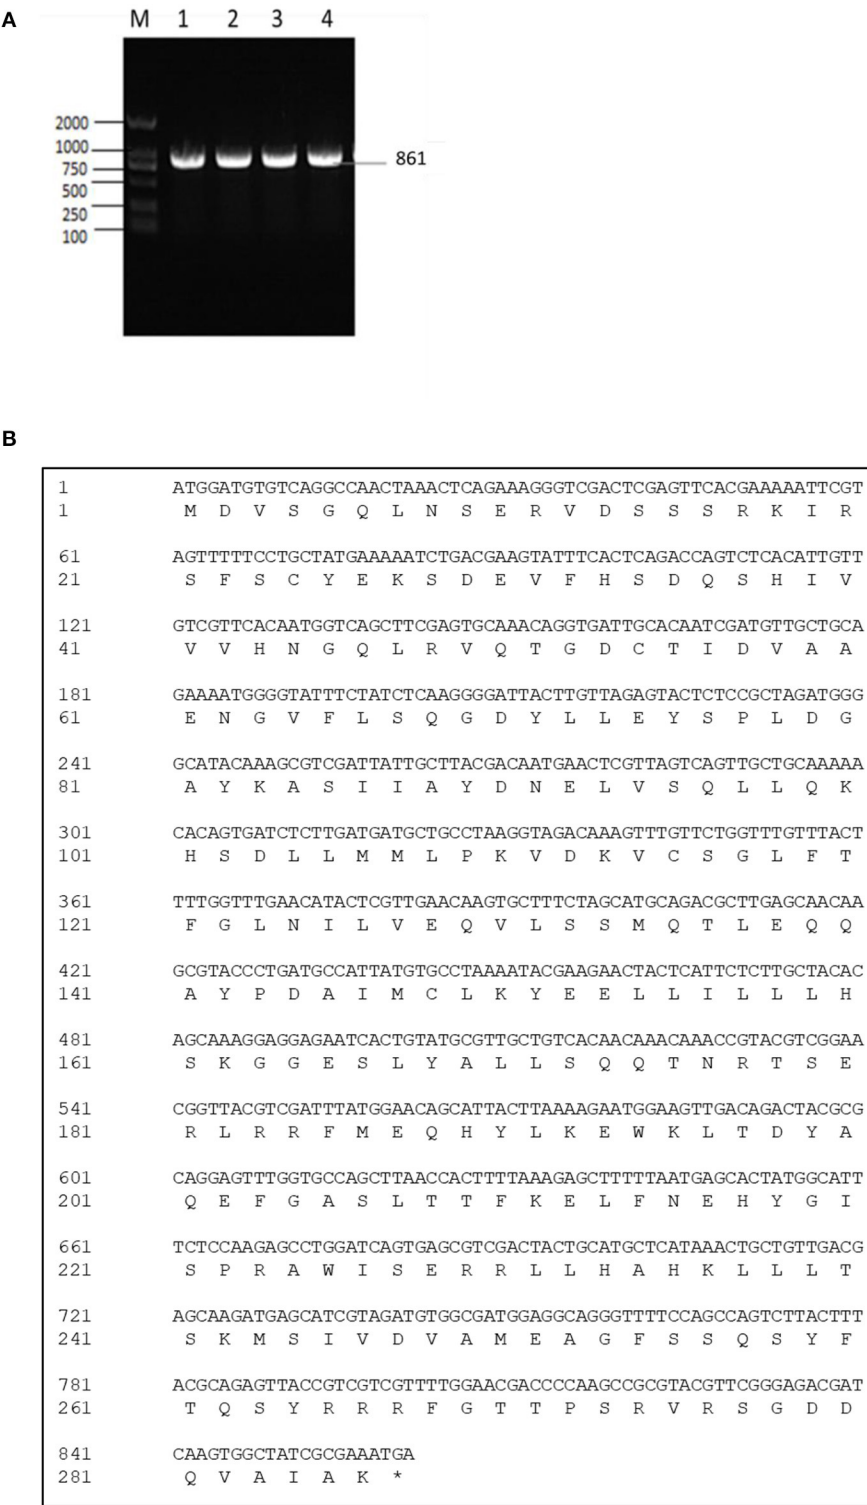 A
M 1 2 3 4
2000
1000
861
750
500
250
100
B
1 ATGGATGTGTCAGGCCAACTAAACTCAGAAAGGGTCGACTCGAGTTCACGAAAAATTCGT
1 M D V S G Q L N S E R V D S S S R K I R
61 AGTTTTTCCTGCTATGAAAAATCTGACGAAGTATTTCACTCAGACCAGTCTCACATTGTT
21 S F S C Y E K S D E V F H S D Q S H I V
121 GTCGTTCACAATGGTCAGCTTCGAGTGCAAACAGGTGATTGCACAATCGATGTTGCTGCA
41 V V H N G Q L R V Q T G D C T I D V A A
181 GAAAATGGGGTATTTCTATCTCAAGGGGATTACTTGTTAGAGTACTCTCCGCTAGATGGG
61 E N G V F L S Q G D Y L L E Y S P L D G
241 GCATACAAAGCGTCGATTATTGCTTACGACAATGAACTCGTTAGTCAGTTGCTGCAAAAA
81 A Y K A S I I A Y D N E L V S Q L L Q K
301 CACAGTGATCTCTTGATGATGCTGCCTAAGGTAGACAAAGTTTGTTCTGGTTTGTTTACT
101 H S D L L M M L P K V D K V C S G L F T
361 TTTGGTTTGAACATACTCGTTGAACAAGTGCTTTCTAGCATGCAGACGCTTGAGCAACAA
121 F G L N I L V E Q V L S S M Q T L E Q Q
421 GCGTACCCTGATGCCATTATGTGCCTAAAATACGAAGAACTACTCATTCTCTTGCTACAC
141 A Y P D A I M C L K Y E E L L I L L L H
481 AGCAAAGGAGGAGAATCACTGTATGCGTTGCTGTCACAACAAACAAACCGTACGTCGGAA
161 S K G G E S L Y A L L S Q Q T N R T S E
541 CGGTTACGTCGATTTATGGAACAGCATTACTTAAAAGAATGGAAGTTGACAGACTACGCG
181 R L R R F M E Q H Y L K E W K L T D Y A
601 CAGGAGTTTGGTGCCAGCTTAACCACTTTTAAAGAGCTTTTTAATGAGCACTATGGCATT
201 Q E F G A S L T T F K E L F N E H Y G I
661 TCTCCAAGAGCCTGGATCAGTGAGCGTCGACTACTGCATGCTCATAAACTGCTGTTGACG
221 S P R A W I S E R R L L H A H K L L L T
721 AGCAAGATGAGCATCGTAGATGTGGCGATGGAGGCAGGGTTTTCCAGCCAGTCTTACTTT
241 S K M S I V D V A M E A G F S S Q S Y F
781 ACGCAGAGTTACCGTCGTCGTTTTGGAACGACCCCAAGCCGCGTACGTTCGGGAGACGAT
261 T Q S Y R R R F G T T P S R V R S G D D
841 CAAGTGGCTATCGCGAAATGA
281 Q V A I A K *